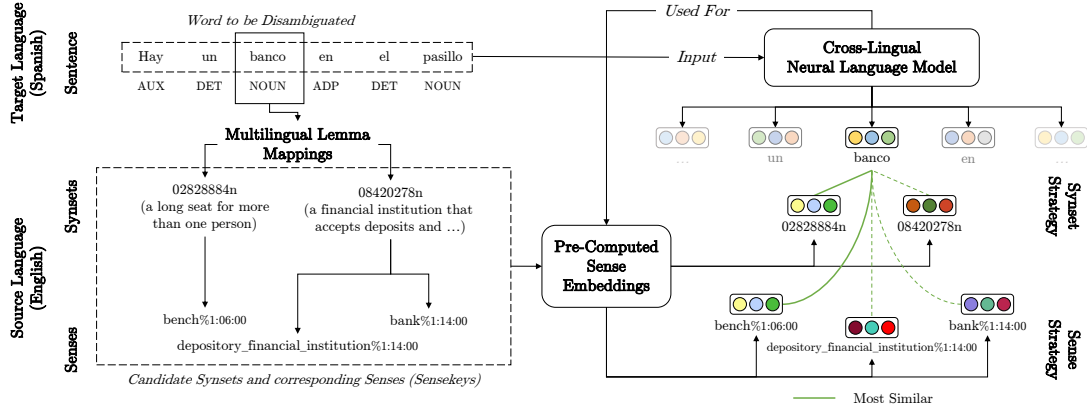 Target Language
(Spanish)
Sentence
Word to be Disambiguated
Hay un banco en el pasillo
AUX DET NOUN ADP DET NOUN
Multilingual Lemma
Mappings
Source Language
(English)
Synsets
Senses
02828884n
(a long seat for more
than one person)
08420278n
(a financial institution that
accepts deposits and ...)
bench%1:06:00
bank%1:14:00
depository_financial_institution%1:14:00
Candidate Synsets and corresponding Senses (Sensekeys)
Used For
Input
Cross-Lingual
Neural Language Model
... un banco en ...
Pre-Computed
Sense
Embeddings
02828884n
08420278n
Synset
Strategy
bench%1:06:00
bank%1:14:00
depository_financial_institution%1:14:00
Sense
Strategy
Most Similar